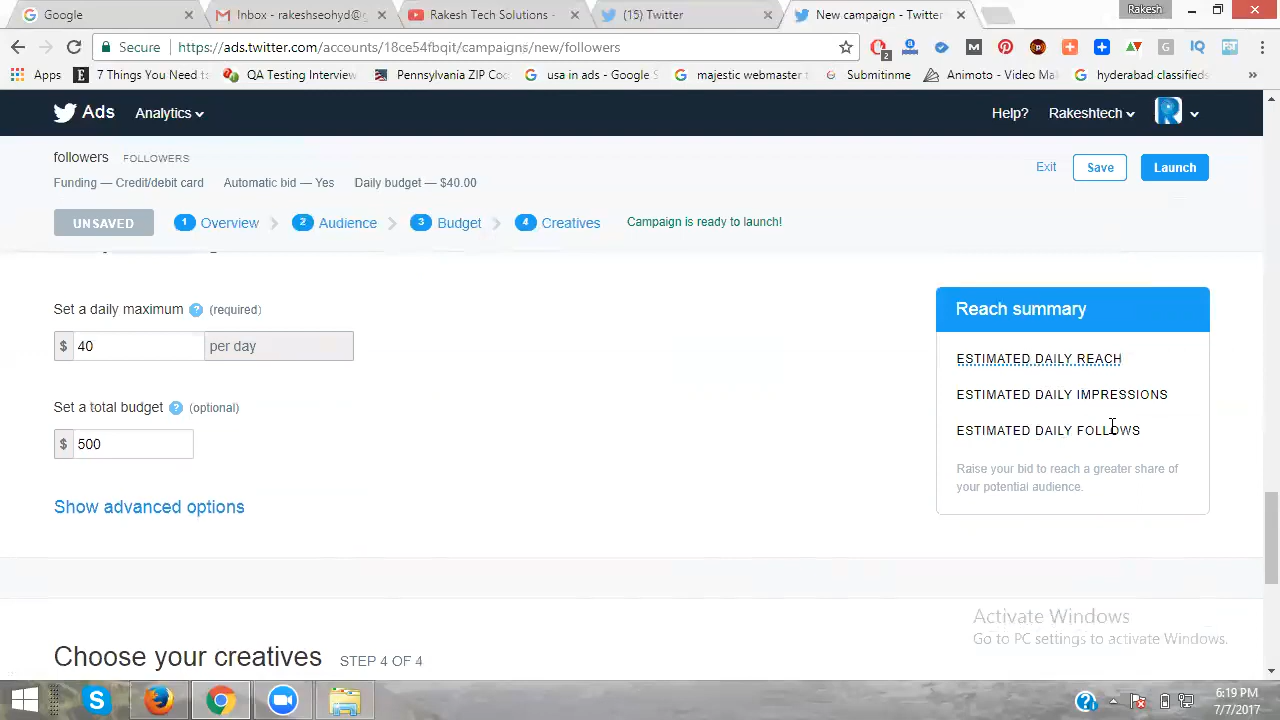 Google
Inbox - rakeshseohyd@g
Rakesh Tech Solutions
(15) Twitter
New campaign - Twitter
Rakesh
Secure
https://ads.twitter.com/accounts/18ce54fbqit/campaigns/new/followers
Apps
7 Things You Need t
QA Testing Interview
Pennsylvania ZIP Co
usa in ads - Google S
majestic webmaster
Submitinme
Animoto - Video Ma
hyderabad classifieds
Ads
Analytics
Help?
Rakeshtech
followers FOLLOWERS
Funding — Credit/debit card
Automatic bid — Yes
Daily budget — $40.00
Exit
Save
Launch
UNSAVED
1 Overview
2 Audience
3 Budget
4 Creatives
Campaign is ready to launch!
Set a daily maximum ? (required)
$ 40 per day
Set a total budget ? (optional)
$ 500
Show advanced options
Reach summary
ESTIMATED DAILY REACH
ESTIMATED DAILY IMPRESSIONS
ESTIMATED DAILY FOLLOWS
Raise your bid to reach a greater share of
your potential audience.
Choose your creatives STEP 4 OF 4
Activate Windows
Go to PC settings to activate Windows.
6:19 PM
7/7/2017